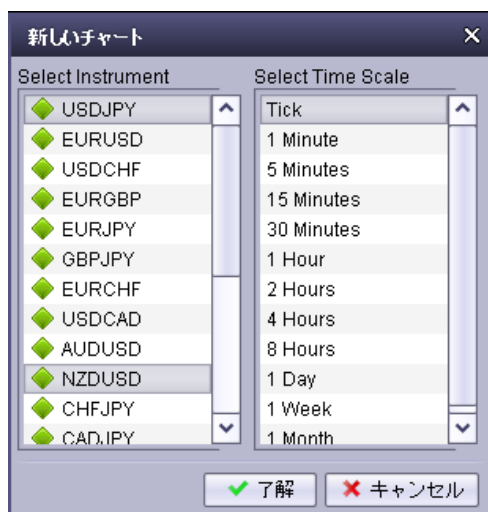 新しいチャート
Select Instrument
USDJPY
EURUSD
USDCHF
EURGBP
EURJPY
GBPJPY
EURCHF
USDCAD
AUDUSD
NZDUSD
CHFJPY
CADJPY
Select Time Scale
Tick
1 Minute
5 Minutes
15 Minutes
30 Minutes
1 Hour
2 Hours
4 Hours
8 Hours
1 Day
1 Week
1 Month
了解
キャンセル